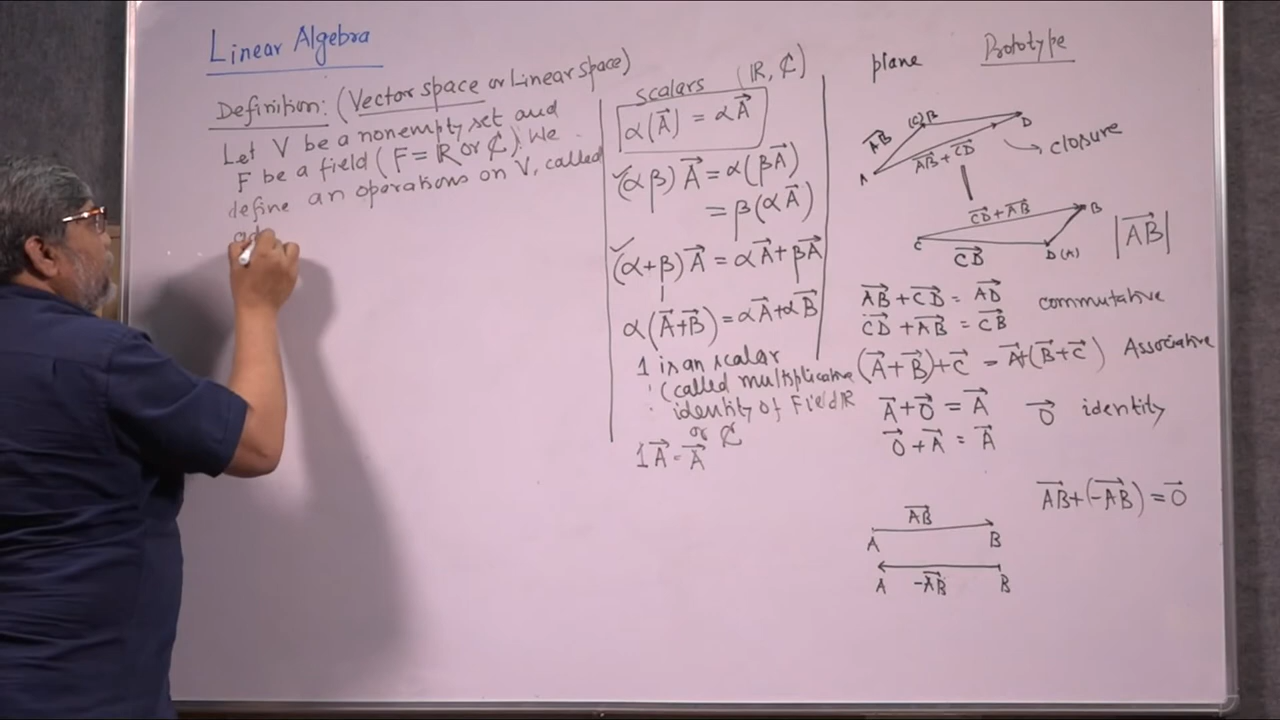 Linear Algebra
Definition: (Vector space or Linear space)
Let V be a nonempty set and
F be a field (F = ℝ or ℂ). We
define an operations on V, called
ad
scalars (ℝ, ℂ)
α(A⃗) = αA⃗
✓(αβ)A⃗ = α(βA⃗)
= β(αA⃗)
✓(α+β)A⃗ = αA⃗+βA⃗
α(A⃗+B⃗) = αA⃗+αB⃗
1 is an scalar
(called multiplicative
identity of Field ℝ
or ℂ
1A⃗ = A⃗
plane Prototype
(C) B
D
AB⃗
AB⃗ + CD⃗
A
closure
CD⃗ + AB⃗
B
C
CB⃗
D (A)
|AB⃗|
AB⃗ + CD⃗ = AD⃗ commutative
CD⃗ + AB⃗ = CB⃗
(A⃗+B⃗)+C⃗ = A⃗+(B⃗+C⃗) Associative
A⃗+0⃗ = A⃗ 0⃗ identity
0⃗+A⃗ = A⃗
AB⃗+(-AB⃗) = 0⃗
AB⃗
A B
A -AB⃗ B